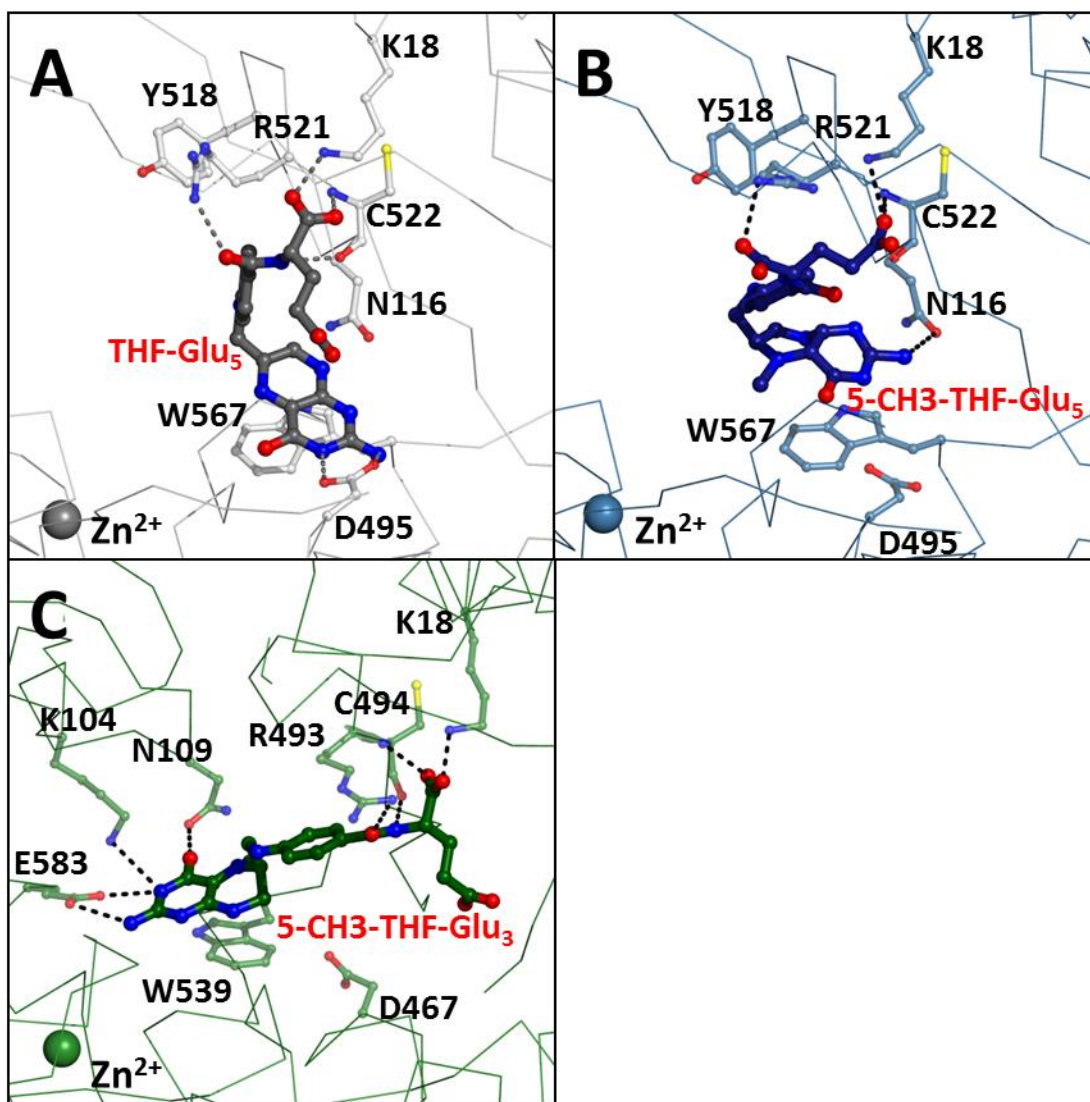 A
K18
Y518
R521
C522
N116
THF-Glu₅
W567
Zn²⁺
D495
B
K18
Y518
R521
C522
N116
5-CH3-THF-Glu₅
W567
Zn²⁺
D495
C
K18
C494
K104
R493
N109
E583
5-CH3-THF-Glu₃
W539
D467
Zn²⁺